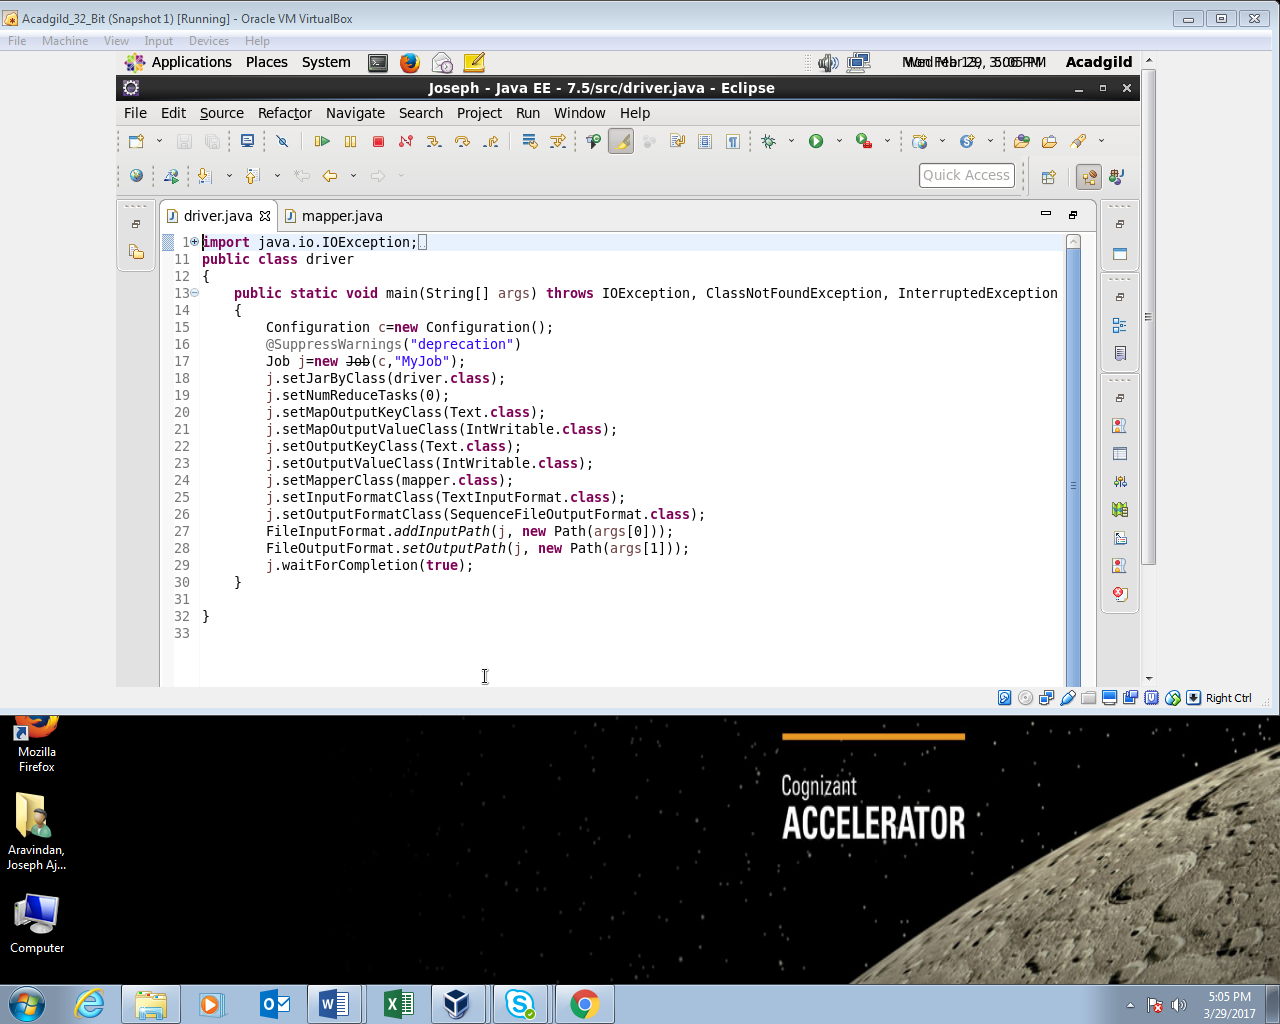 Acadgild_32_Bit (Snapshot 1) [Running] - Oracle VM VirtualBox
File Machine View Input Devices Help
Applications Places System
Acadgild
Joseph - Java EE - 7.5/src/driver.java - Eclipse
File Edit Source Refactor Navigate Search Project Run Window Help
Quick Access
driver.java mapper.java
1 import java.io.IOException;
11 public class driver
12 {
13 public static void main(String[] args) throws IOException, ClassNotFoundException, InterruptedException
14 {
15 Configuration c=new Configuration();
16 @SuppressWarnings("deprecation")
17 Job j=new Job(c,"MyJob");
18 j.setJarByClass(driver.class);
19 j.setNumReduceTasks(0);
20 j.setMapOutputKeyClass(Text.class);
21 j.setMapOutputValueClass(IntWritable.class);
22 j.setOutputKeyClass(Text.class);
23 j.setOutputValueClass(IntWritable.class);
24 j.setMapperClass(mapper.class);
25 j.setInputFormatClass(TextInputFormat.class);
26 j.setOutputFormatClass(SequenceFileOutputFormat.class);
27 FileInputFormat.addInputPath(j, new Path(args[0]));
28 FileOutputFormat.setOutputPath(j, new Path(args[1]));
29 j.waitForCompletion(true);
30 }
31
32 }
33
Right Ctrl
Mozilla
Firefox
Cognizant
ACCELERATOR
Aravindan,
Joseph Aj...
Computer
5:05 PM
3/29/2017